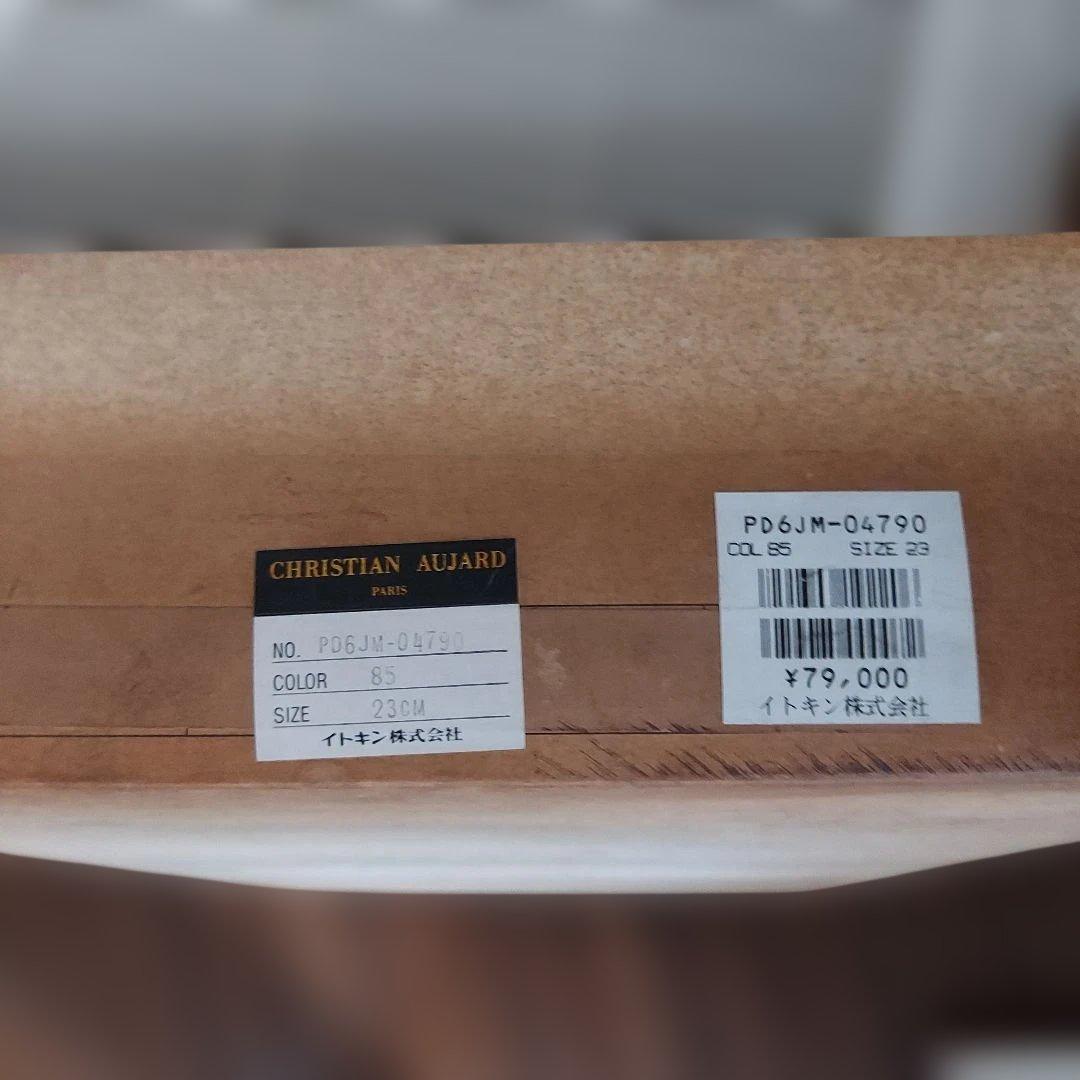 CHRISTIAN AUJARD
PARIS
NO. PD6JM-04790
COLOR 85
SIZE 23CM
イトキン株式会社
PD6JM-04790
COL 85 SIZE 23
¥79,000
イトキン株式会社